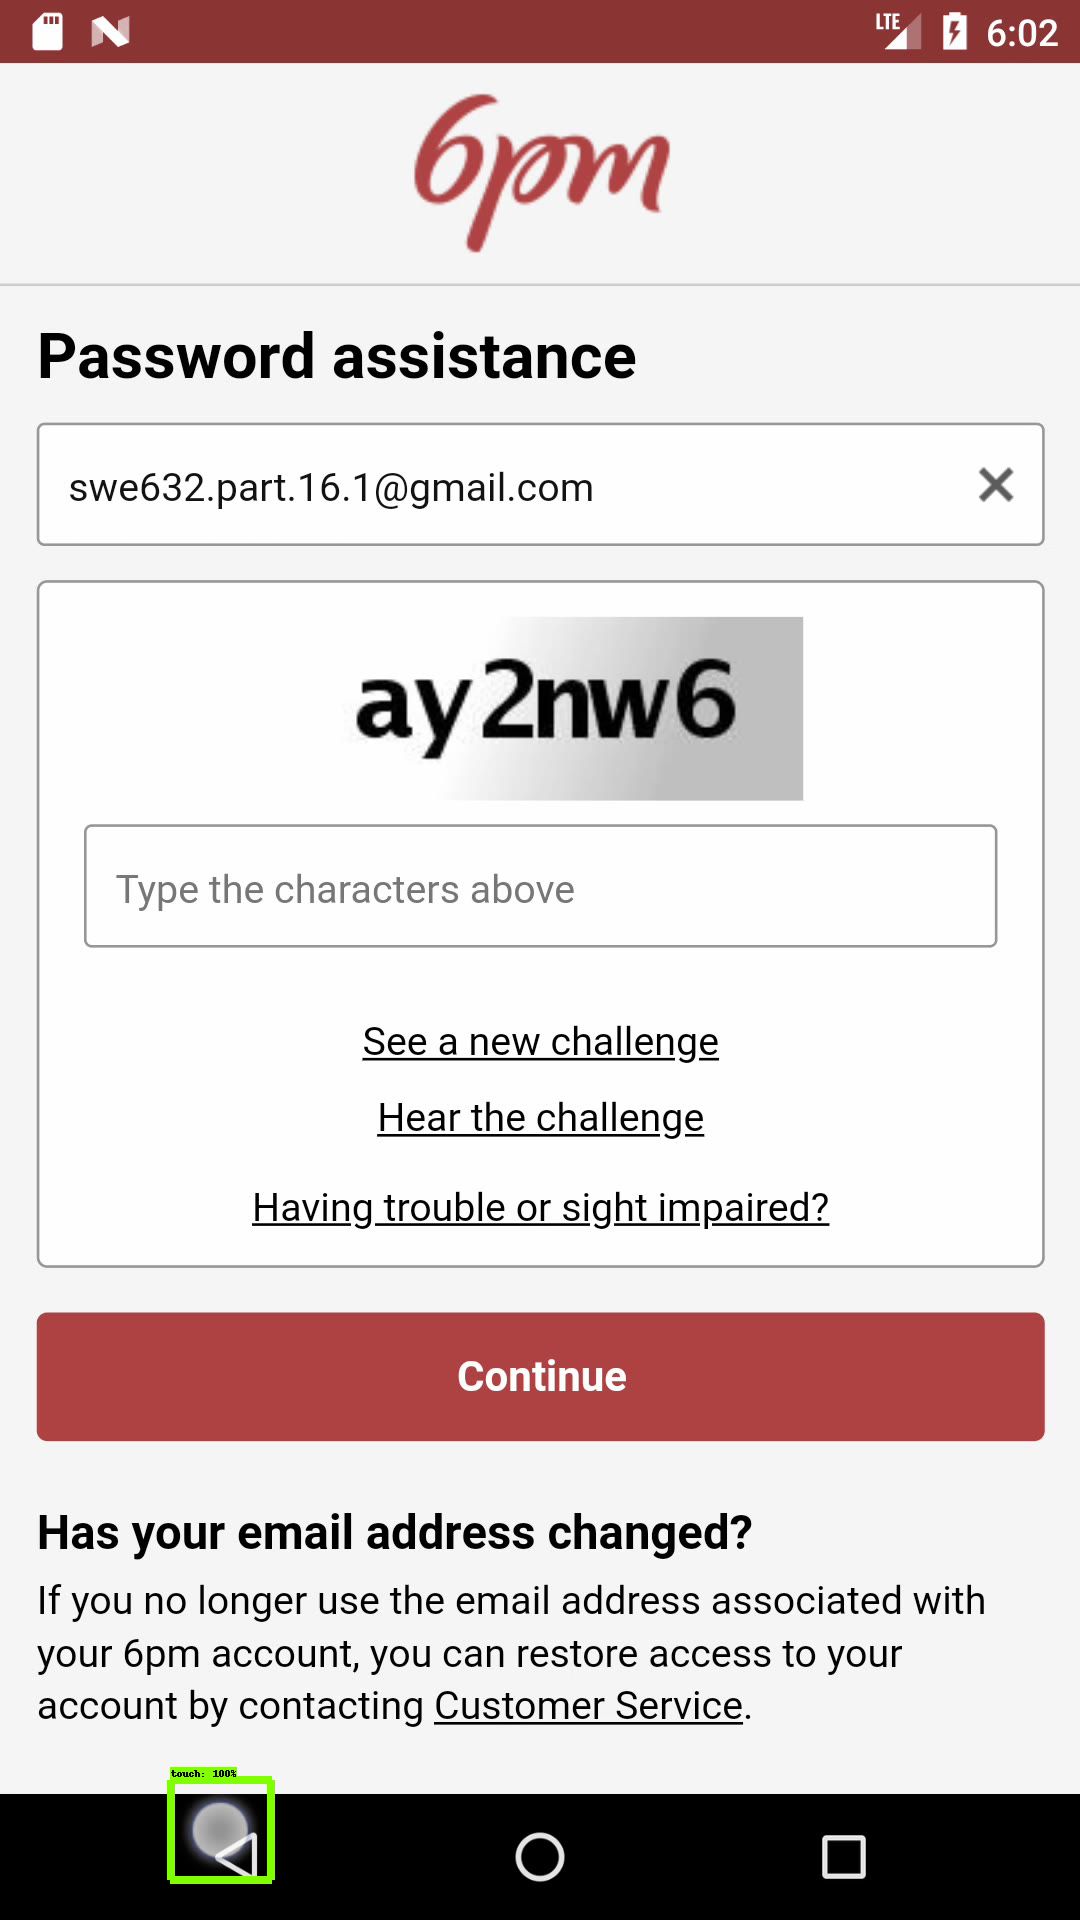 LTE 6:02
6pm
Password assistance
swe632.part.16.1@gmail.com
ay2nw6
Type the characters above
See a new challenge
Hear the challenge
Having trouble or sight impaired?
Continue
Has your email address changed?
If you no longer use the email address associated with
your 6pm account, you can restore access to your
account by contacting Customer Service.
touch: 100%